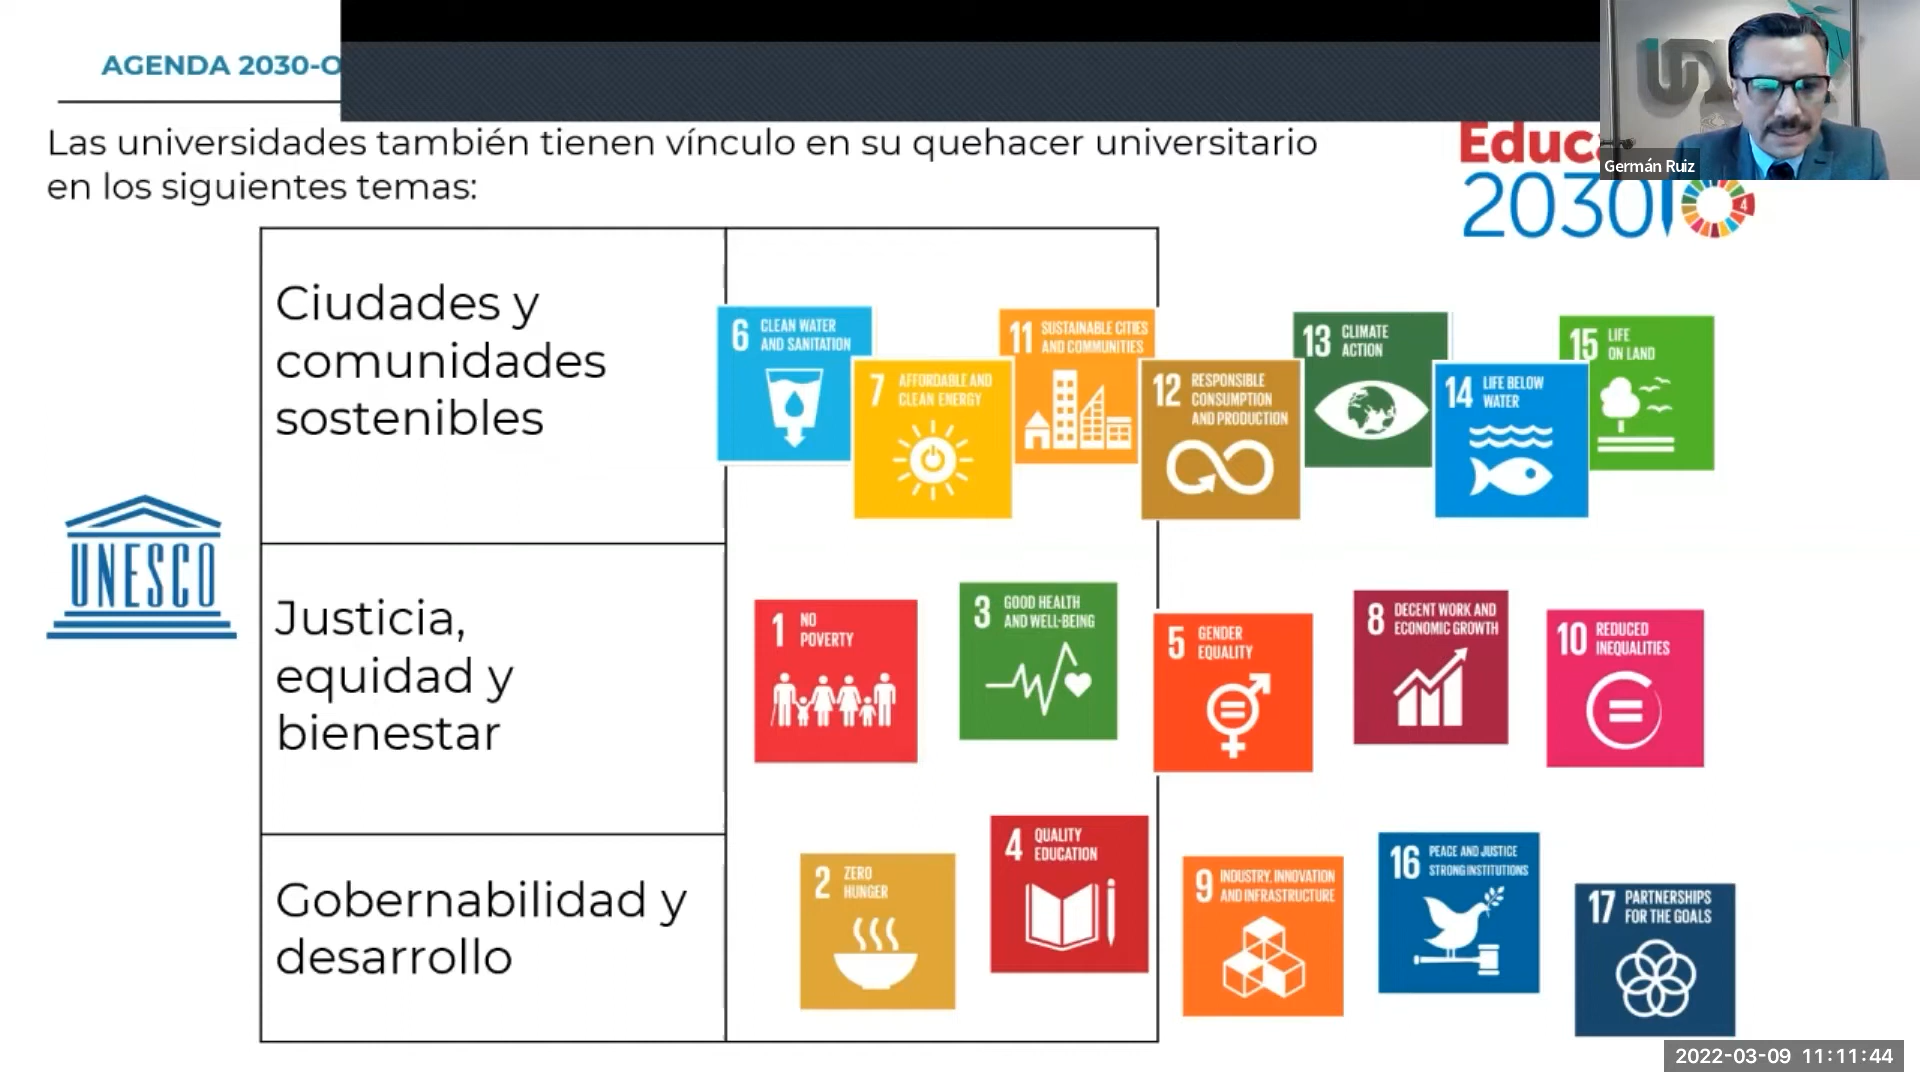 AGENDA 2030-O
Las universidades también tienen vínculo en su quehacer universitario
en los siguientes temas:
Educ
2030
4
Germán Ruiz
UNESCO
Ciudades y
comunidades
sostenibles
6 CLEAN WATER
AND SANITATION
7 AFFORDABLE AND
CLEAN ENERGY
11 SUSTAINABLE CITIES
AND COMMUNITIES
12 RESPONSIBLE
CONSUMPTION
AND PRODUCTION
13 CLIMATE
ACTION
14 LIFE BELOW
WATER
15 LIFE
ON LAND
Justicia,
equidad y
bienestar
1 NO
POVERTY
3 GOOD HEALTH
AND WELL-BEING
5 GENDER
EQUALITY
8 DECENT WORK AND
ECONOMIC GROWTH
10 REDUCED
INEQUALITIES
Gobernabilidad y
desarrollo
2 ZERO
HUNGER
4 QUALITY
EDUCATION
9 INDUSTRY, INNOVATION
AND INFRASTRUCTURE
16 PEACE AND JUSTICE
STRONG INSTITUTIONS
17 PARTNERSHIPS
FOR THE GOALS
2022-03-09 11:11:44